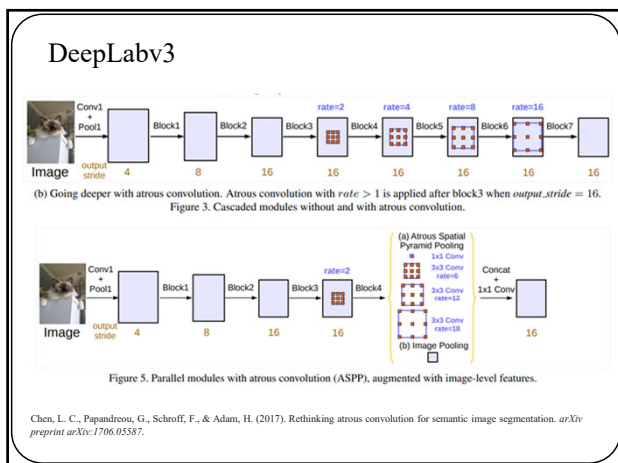 DeepLabv3
Conv1
+
Pool1
Block1
Block2
Block3
rate=2
Block4
rate=4
Block5
rate=8
Block6
rate=16
Block7
Image
output
stride
4
8
16
16
16
16
16
16
(b) Going deeper with atrous convolution. Atrous convolution with rate > 1 is applied after block3 when output_stride = 16.
Figure 3. Cascaded modules without and with atrous convolution.
Conv1
+
Pool1
Block1
Block2
Block3
rate=2
Block4
(a) Atrous Spatial
Pyramid Pooling
1x1 Conv
3x3 Conv
rate=6
3x3 Conv
rate=12
3x3 Conv
rate=18
(b) Image Pooling
Concat
+
1x1 Conv
Image
output
stride
4
8
16
16
16
Figure 5. Parallel modules with atrous convolution (ASPP), augmented with image-level features.
Chen, L. C., Papandreou, G., Schroff, F., & Adam, H. (2017). Rethinking atrous convolution for semantic image segmentation. arXiv
preprint arXiv:1706.05587.